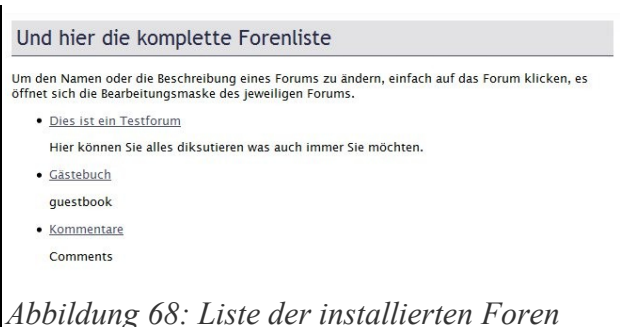 Und hier die komplette Forenliste
Um den Namen oder die Beschreibung eines Forums zu ändern, einfach auf das Forum klicken, es
öffnet sich die Bearbeitungsmaske des jeweiligen Forums.
• Dies ist ein Testforum
Hier können Sie alles diksutieren was auch immer Sie möchten.
• Gästebuch
guestbook
• Kommentare
Comments
Abbildung 68: Liste der installierten Foren